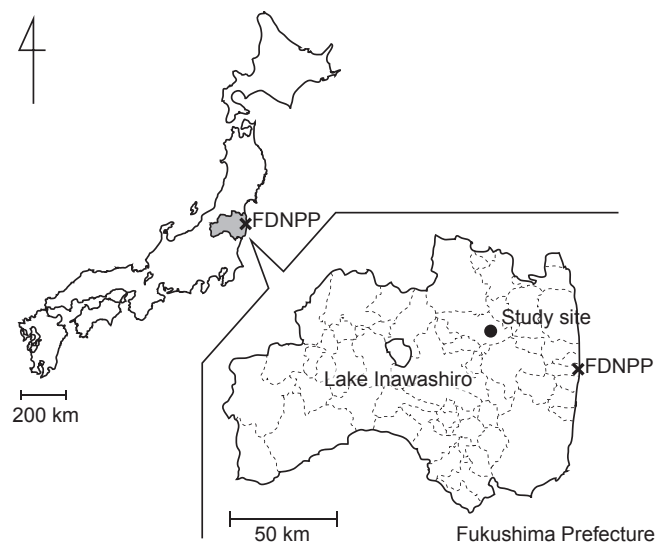 FDNPP
200 km
Study site
FDNPP
Lake Inawashiro
50 km
Fukushima Prefecture